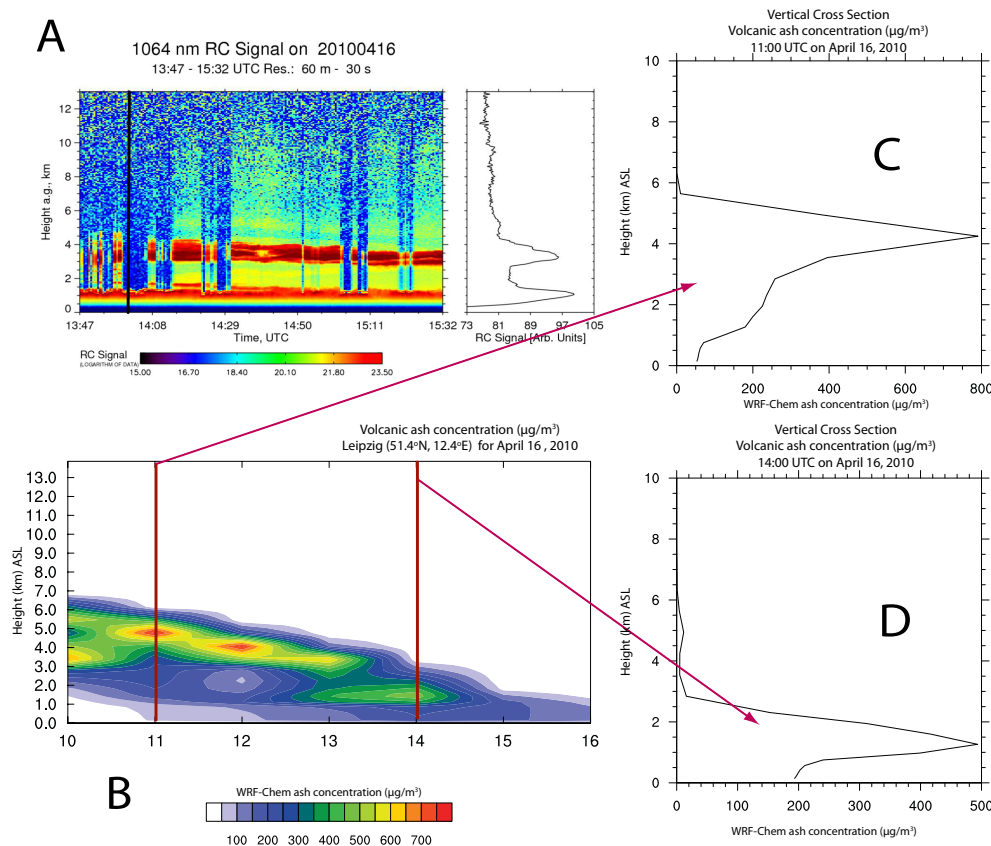 A
1064 nm RC Signal on 20100416
13:47 - 15:32 UTC Res.: 60 m - 30 s
Height a.g., km
12
10
8
6
4
2
0
13:47 14:08 14:29 14:50 15:11 15:32
Time, UTC
73 81 89 97 105
RC Signal [Arb. Units]
RC Signal
(LOGARITHM OF DATA)
15.00 16.70 18.40 20.10 21.80 23.50
Vertical Cross Section
Volcanic ash concentration (µg/m³)
11:00 UTC on April 16, 2010
C
Height (km) ASL
10
8
6
4
2
0
0 200 400 600 800
WRF-Chem ash concentration (µg/m³)
Volcanic ash concentration (µg/m³)
Leipzig (51.4°N, 12.4°E) for April 16 , 2010
Height (km) ASL
13.0
12.0
11.0
10.0
9.0
8.0
7.0
6.0
5.0
4.0
3.0
2.0
1.0
0.0
10 11 12 13 14 15 16
B
WRF-Chem ash concentration (µg/m³)
100 200 300 400 500 600 700
Vertical Cross Section
Volcanic ash concentration (µg/m³)
14:00 UTC on April 16, 2010
D
Height (km) ASL
10
8
6
4
2
0
0 100 200 300 400 500
WRF-Chem ash concentration (µg/m³)